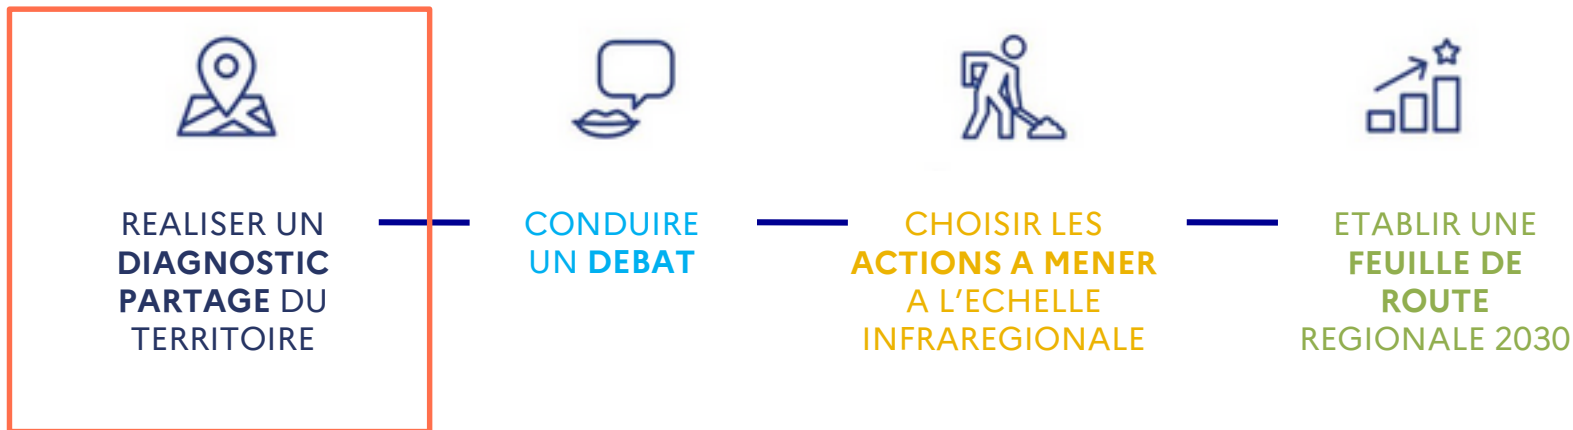 REALISER UN
DIAGNOSTIC
PARTAGE DU
TERRITOIRE
CONDUIRE
UN DEBAT
CHOISIR LES
ACTIONS A MENER
A L’ECHELLE
INFRAREGIONALE
ETABLIR UNE
FEUILLE DE
ROUTE
REGIONALE 2030